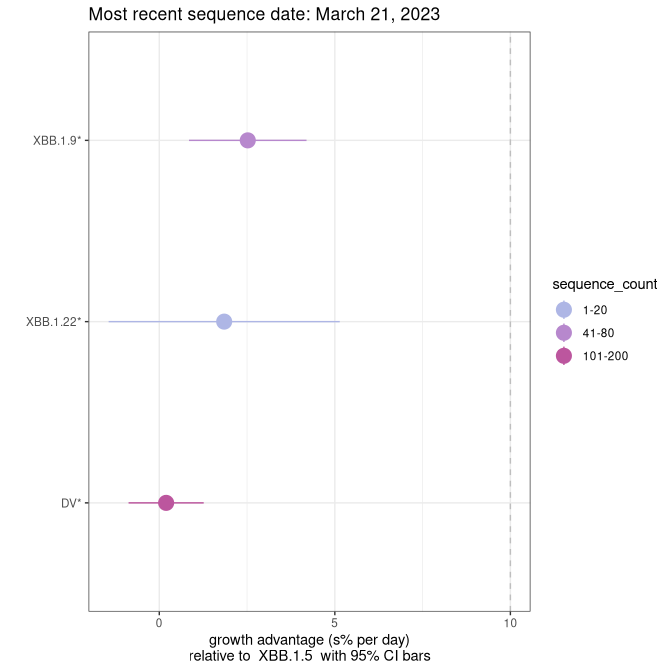 Most recent sequence date: March 21, 2023
XBB.1.9*
XBB.1.22*
DV*
0 5 10
growth advantage (s% per day)
relative to XBB.1.5 with 95% CI bars
sequence_count
1-20
41-80
101-200